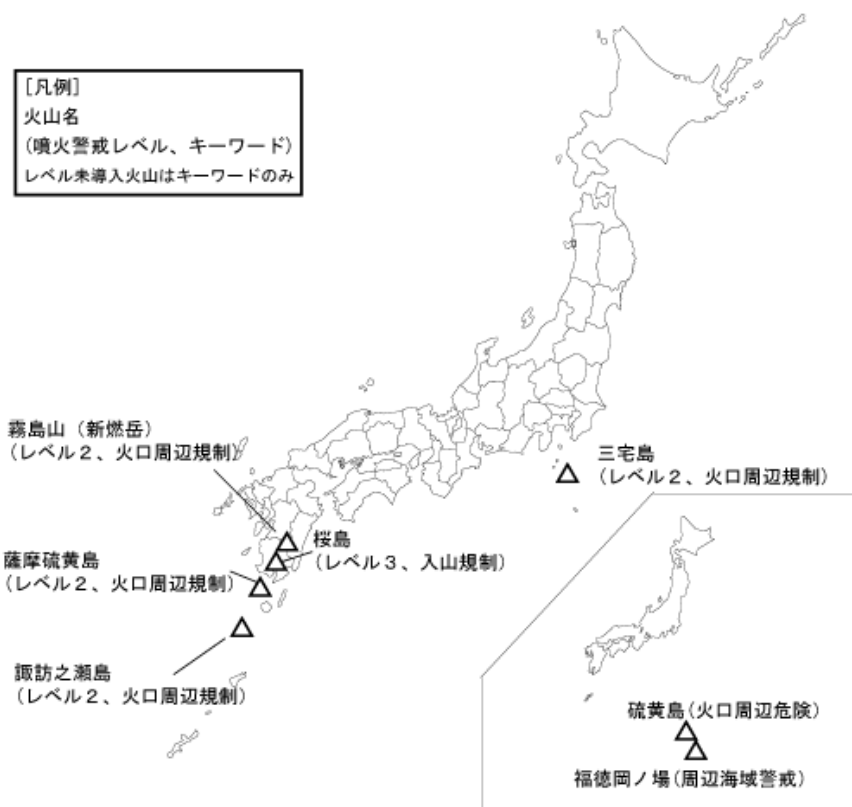 ［凡例］
火山名
(噴火警戒レベル、キーワード)
レベル未導入火山はキーワードのみ
霧島山（新燃岳）
(レベル２、火口周辺規制)
三宅島
(レベル２、火口周辺規制)
桜島
(レベル３、入山規制)
薩摩硫黄島
(レベル２、火口周辺規制)
諏訪之瀬島
(レベル２、火口周辺規制)
硫黄島(火口周辺危険)
福徳岡ノ場(周辺海域警戒)